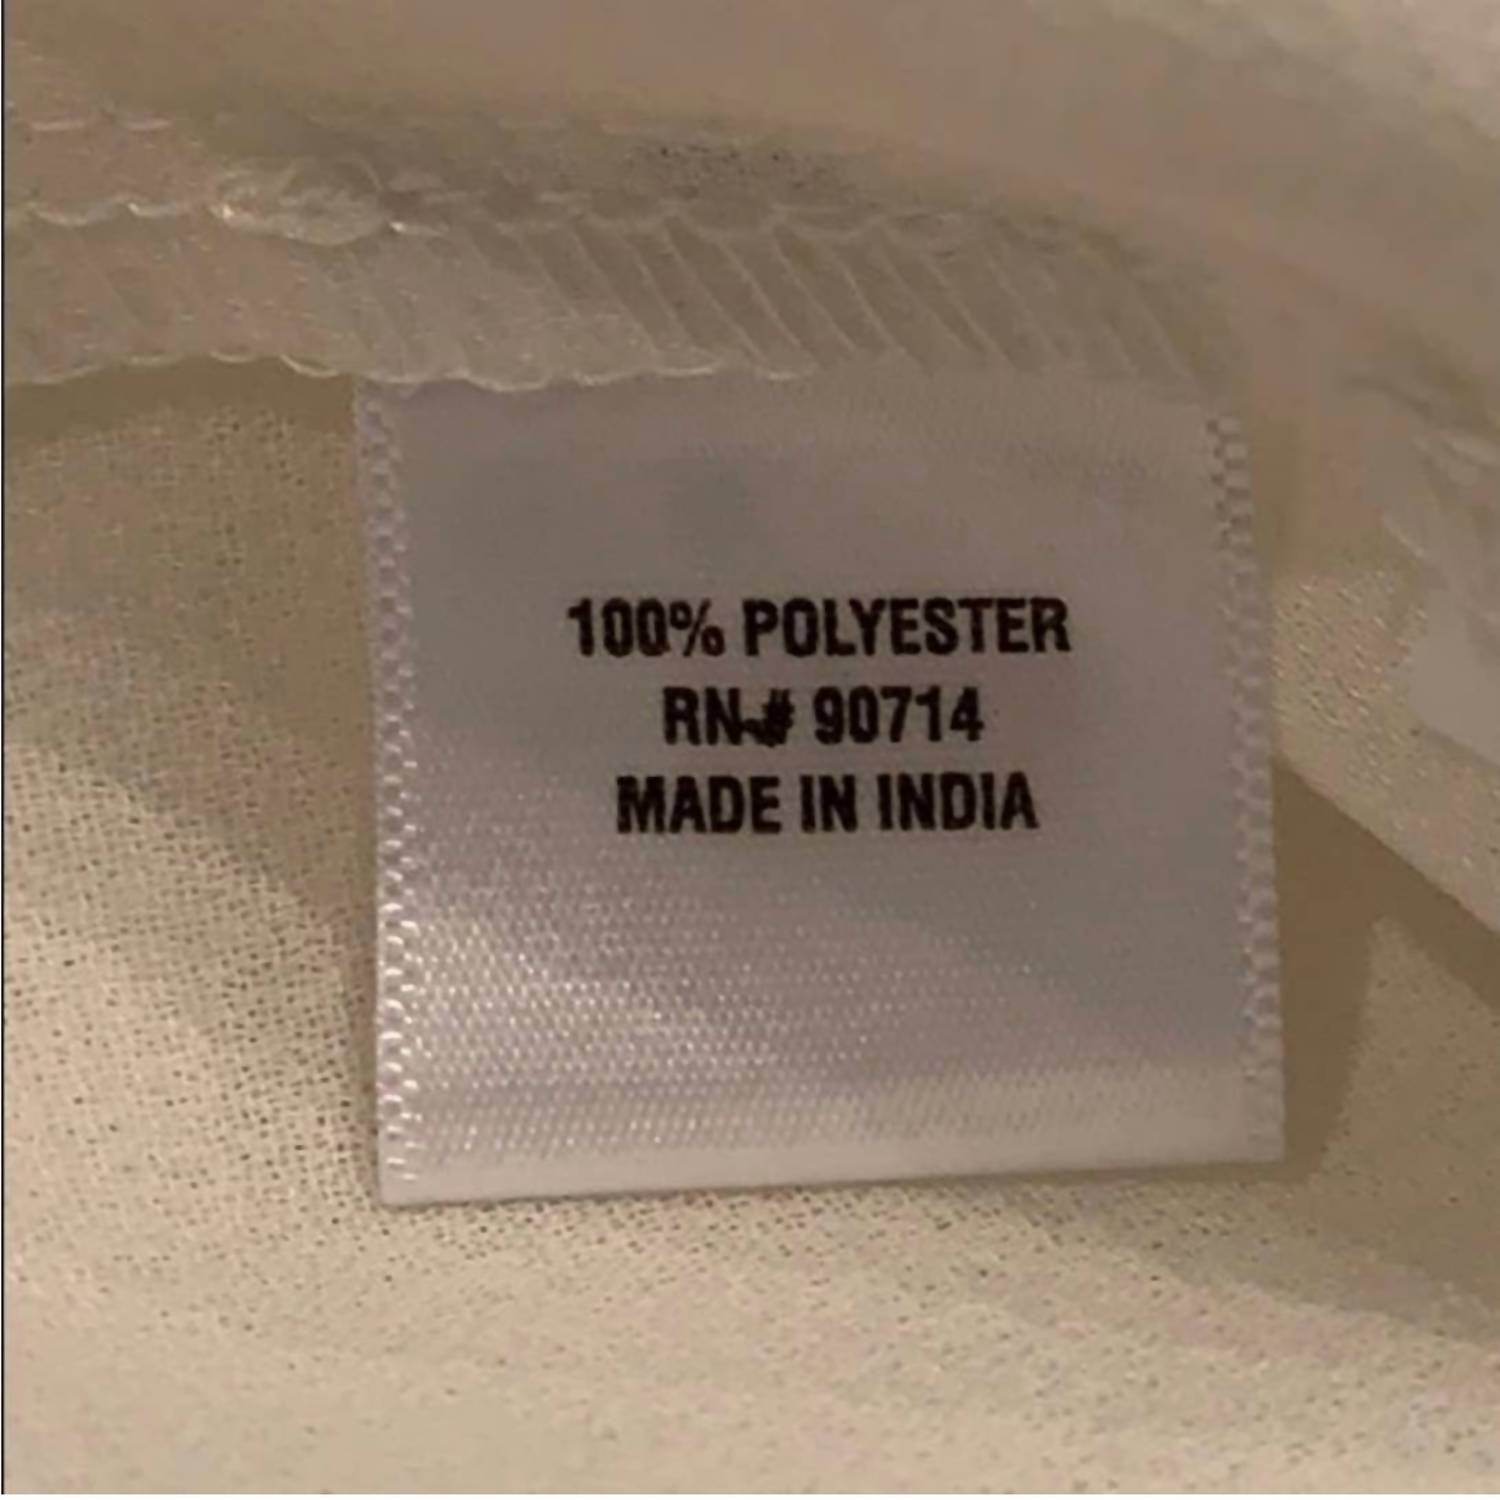 100% POLYESTER
RN# 90714
MADE IN INDIA